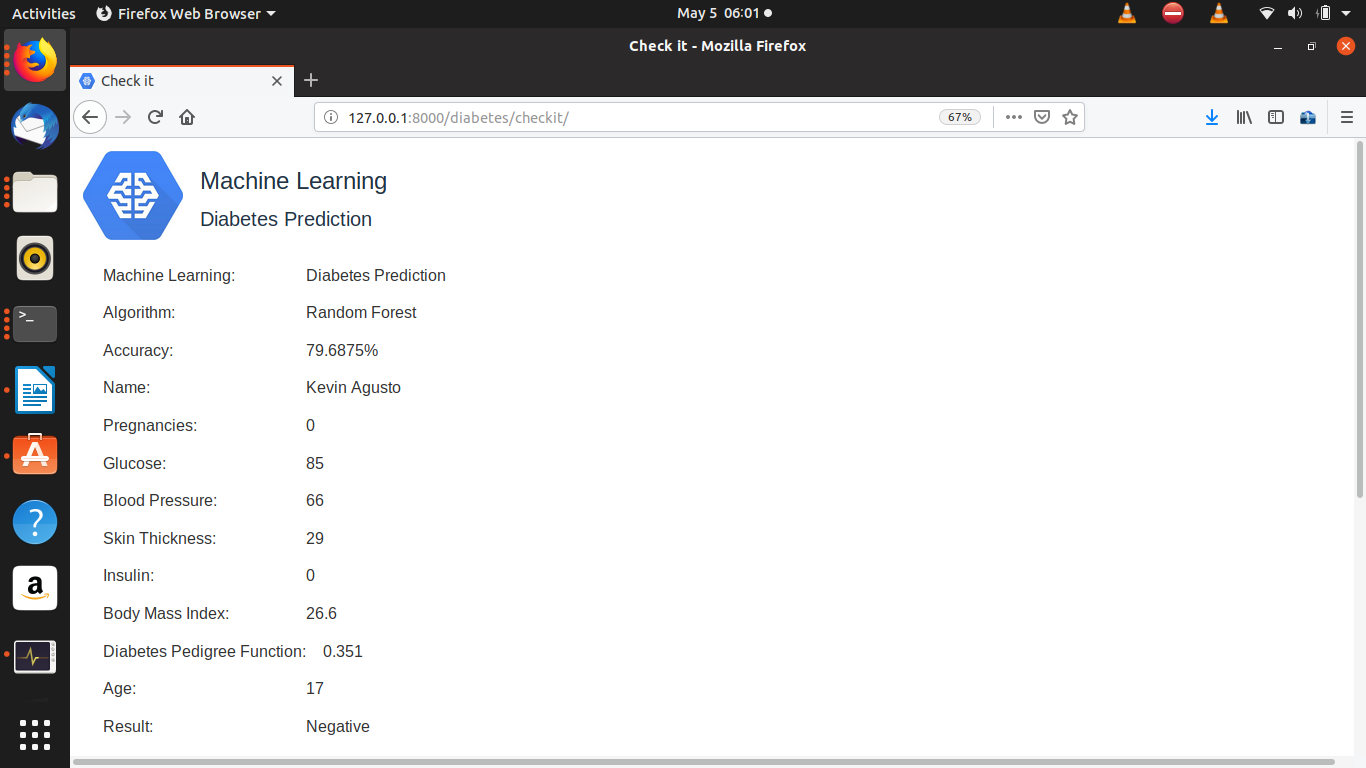 Activities Firefox Web Browser May 5 06:01
Check it - Mozilla Firefox
Check it
127.0.0.1:8000/diabetes/checkit/ 67%
Machine Learning
Diabetes Prediction
Machine Learning: Diabetes Prediction
Algorithm: Random Forest
Accuracy: 79.6875%
Name: Kevin Agusto
Pregnancies: 0
Glucose: 85
Blood Pressure: 66
Skin Thickness: 29
Insulin: 0
Body Mass Index: 26.6
Diabetes Pedigree Function: 0.351
Age: 17
Result: Negative